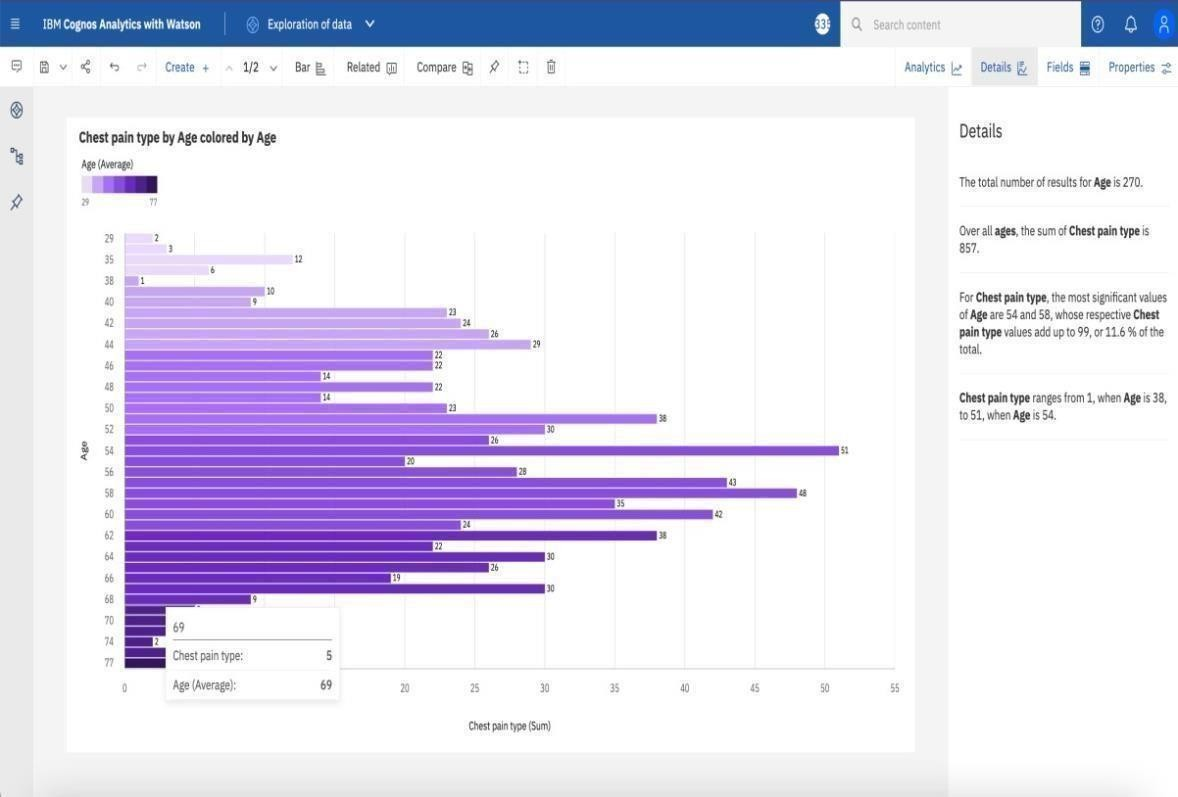 IBM Cognos Analytics with Watson
Exploration of data
Search content
Create +
1/2
Bar
Related
Compare
Analytics
Details
Fields
Properties
Chest pain type by Age colored by Age
Age (Average)
29 77
29 2
3
35 12
6
38 1
10
40 9
23
42 24
26
44 29
22
46 22
14
48 22
14
50 23
38
52 30
26
54 51
20
56 28
43
58 48
35
60 42
24
62 38
22
64 30
26
66 19
30
68 9
70
74 2
77
Age
69
Chest pain type: 5
Age (Average): 69
0 20 25 30 35 40 45 50 55
Chest pain type (Sum)
Details
The total number of results for Age is 270.
Over all ages, the sum of Chest pain type is
857.
For Chest pain type, the most significant values
of Age are 54 and 58, whose respective Chest
pain type values add up to 99, or 11.6 % of the
total.
Chest pain type ranges from 1, when Age is 38,
to 51, when Age is 54.